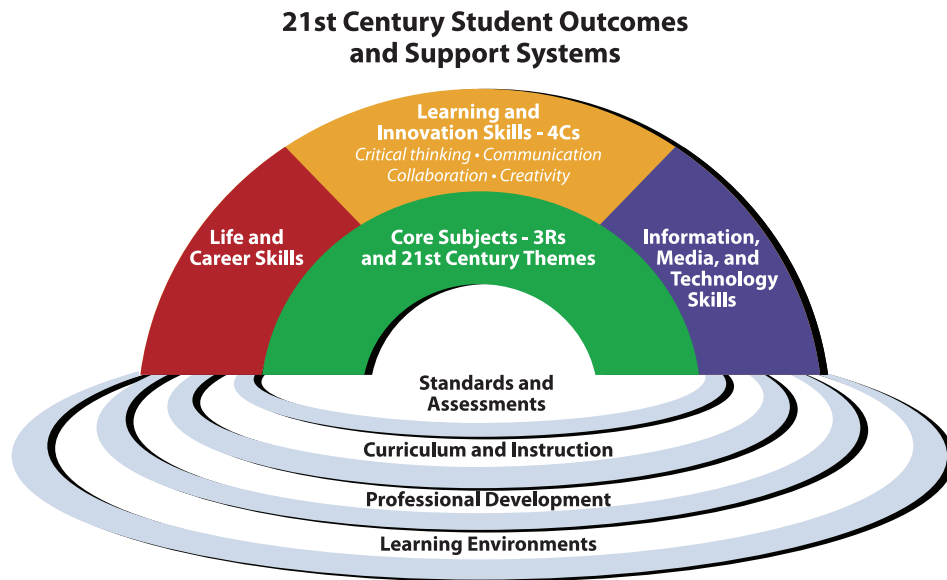 21st Century Student Outcomes
and Support Systems
Learning and
Innovation Skills - 4Cs
Critical thinking • Communication
Collaboration • Creativity
Life and
Career Skills
Core Subjects - 3Rs
and 21st Century Themes
Information,
Media, and
Technology
Skills
Standards and
Assessments
Curriculum and Instruction
Professional Development
Learning Environments